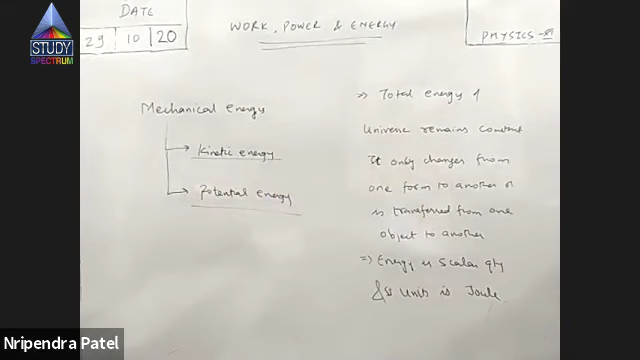 STUDY
SPECTRUM
DATE
29 10 20
WORK, POWER & ENERGY
PHYSICS -
Mechanical energy
Kinetic energy
Potential energy
=> Total energy of
Universe remains constant
It only changes from
one form to another or
is transferred from one
object to another
=> Energy is scalar qty
Its Units is Joule
Nripendra Patel